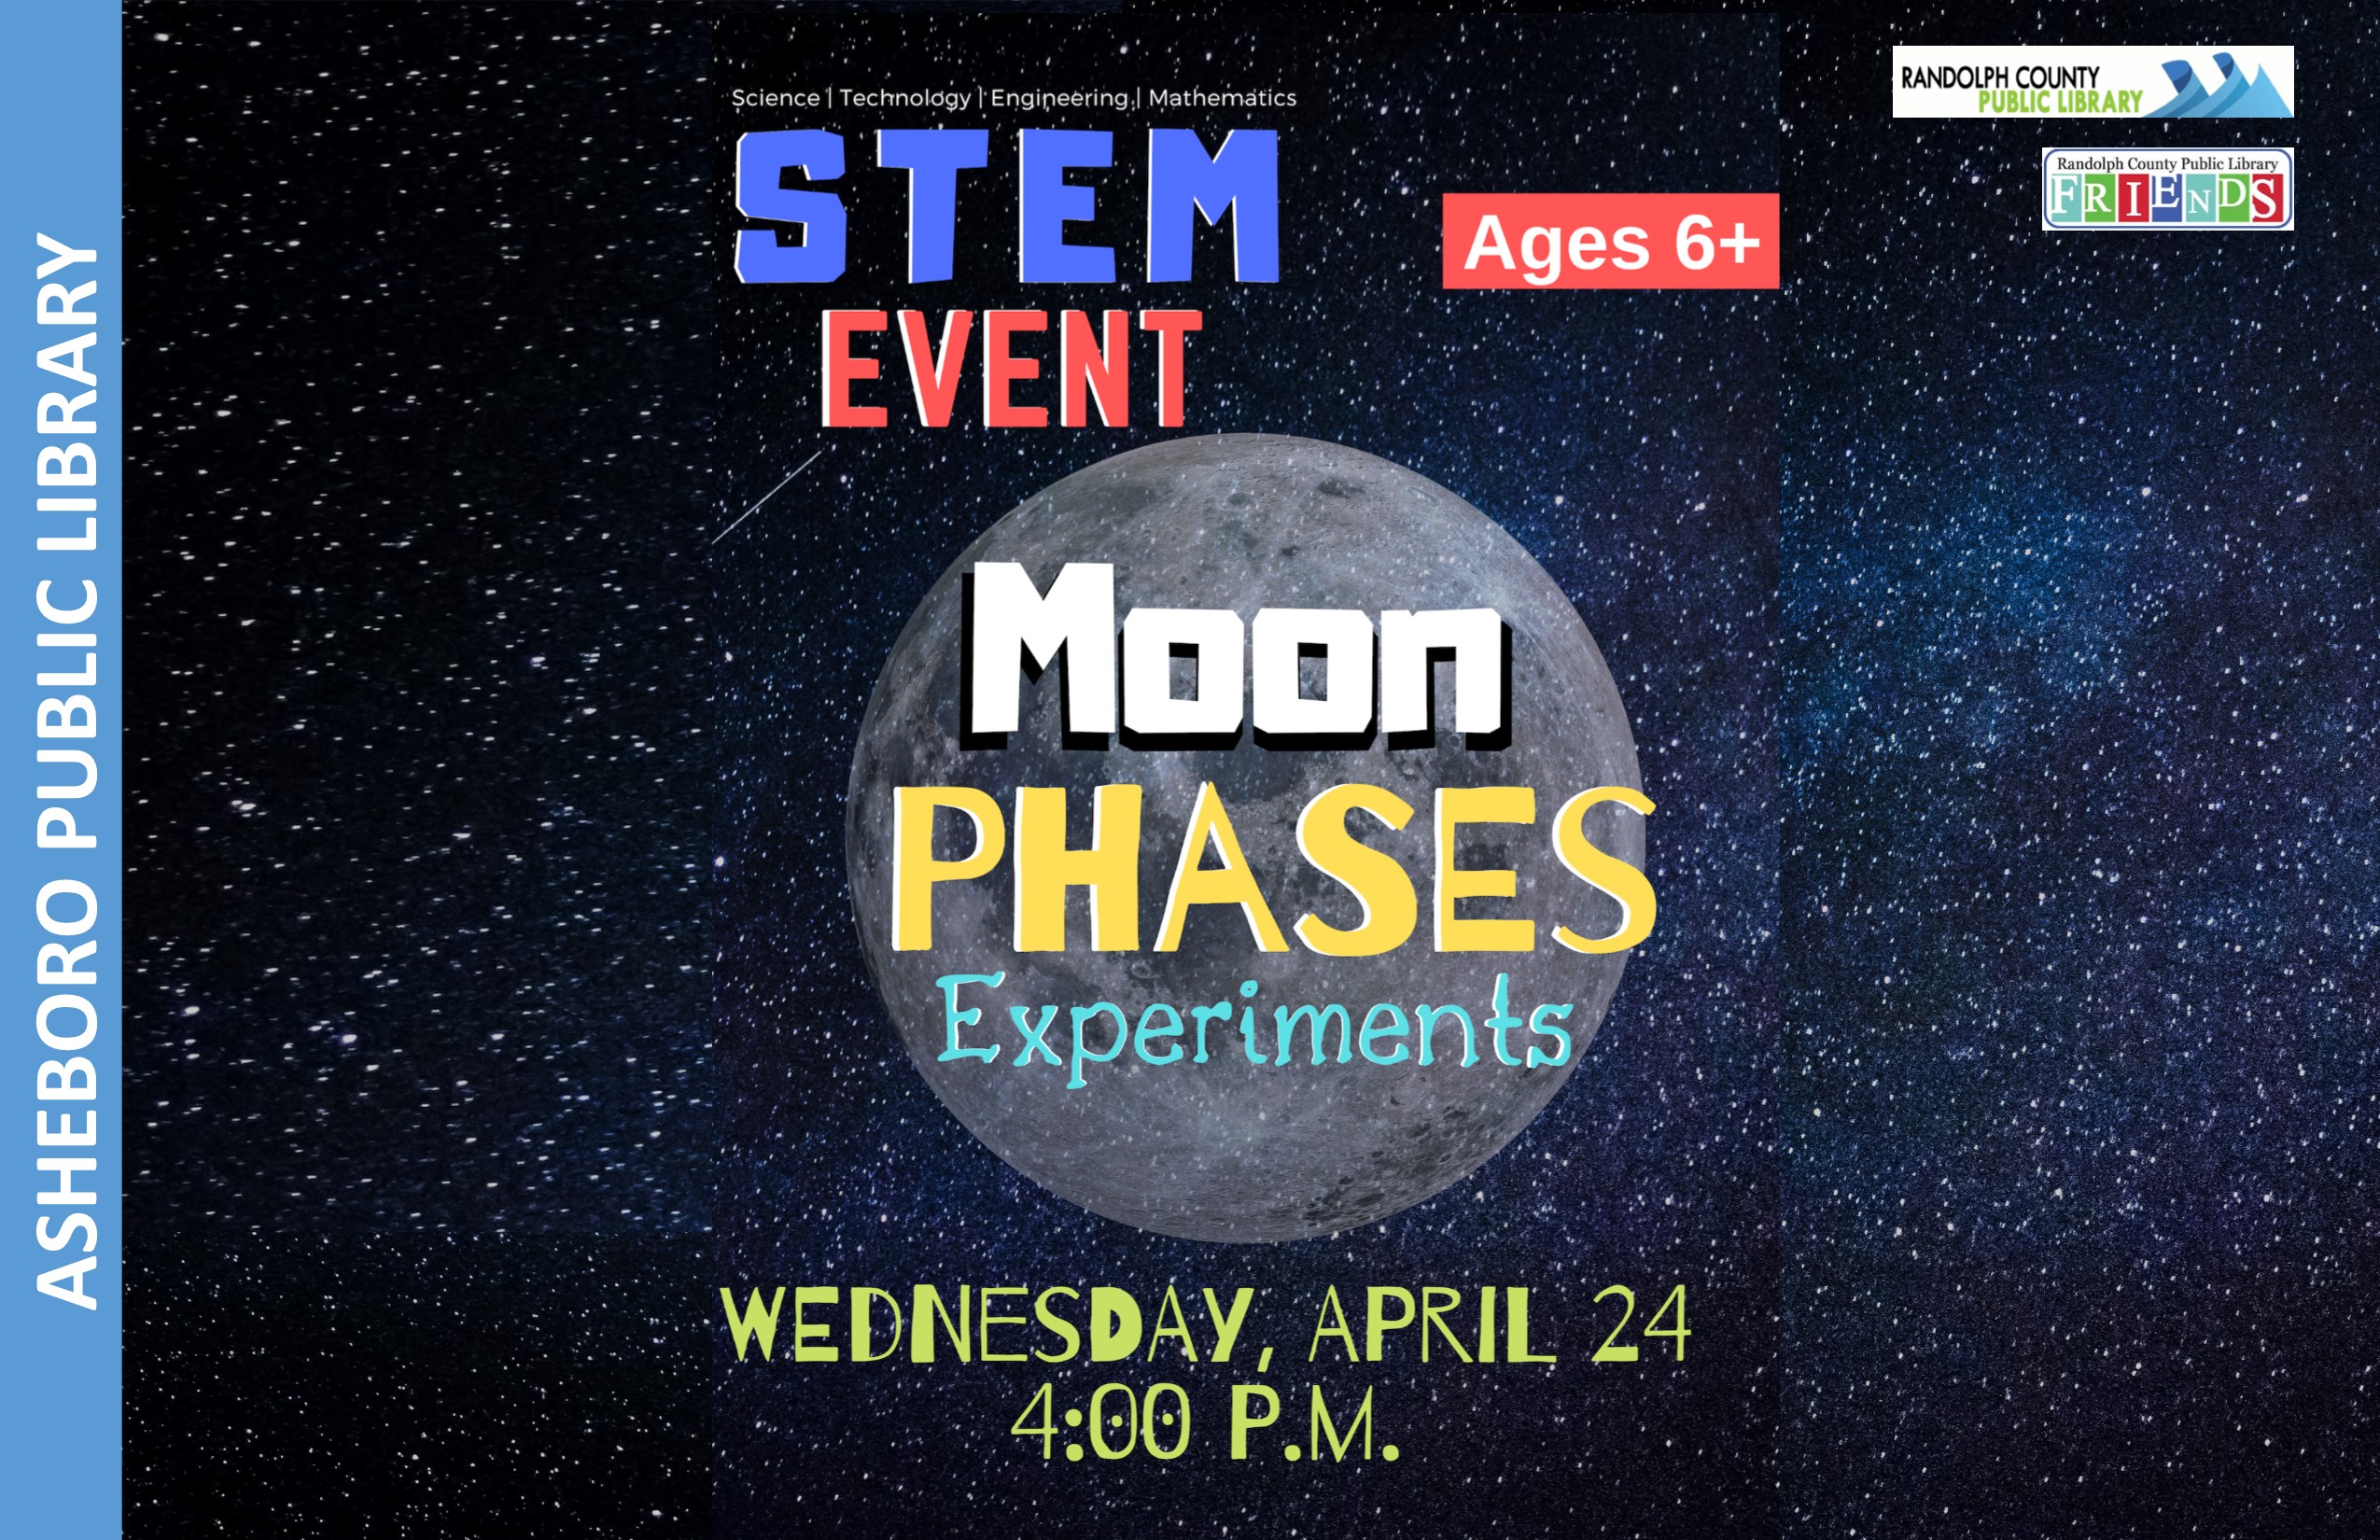 ASHEBORO PUBLIC LIBRARY
Science | Technology | Engineering | Mathematics
STEM
EVENT
Ages 6+
RANDOLPH COUNTY
PUBLIC LIBRARY
Randolph County Public Library
FRIENDS
Moon
PHASES
Experiments
WEDNESDAY, APRIL 24
4:00 P.M.